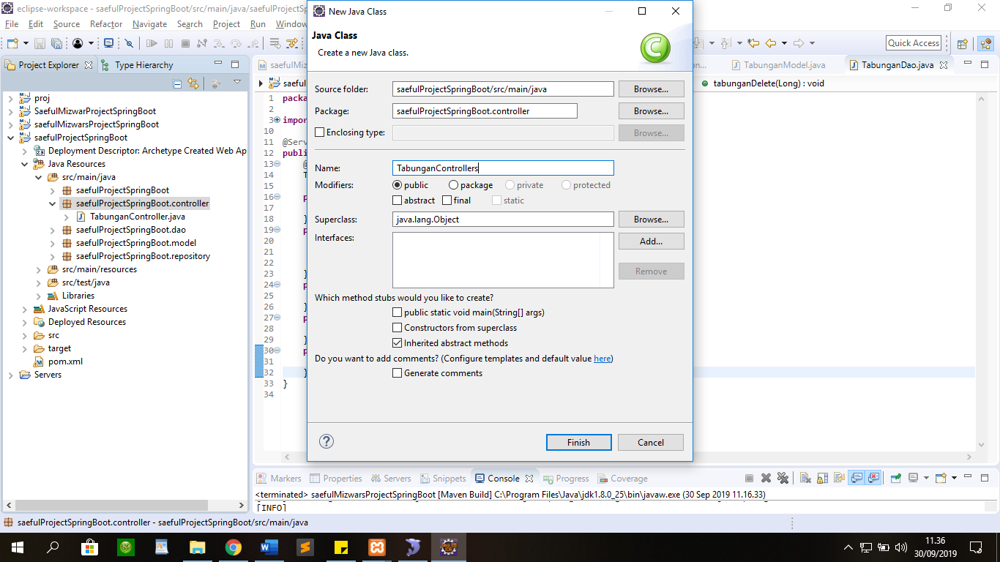 eclipse-workspace - saefulProjectSpringBoot/src/main/java/saefulPro
New Java Class
File Edit Source Refactor Navigate Search Project Run Window
Java Class
Create a new Java class.
Quick Access
Project Explorer Type Hierarchy
saefulMi
on...
TabunganModel.java
TabunganDao.java
saeful
tabunganDelete(Long) : void
proj
SaefulMizwarProjectSpringBoot
saefulMizwarsProjectSpringBoot
saefulProjectSpringBoot
Deployment Descriptor: Archetype Created Web Ap
Java Resources
src/main/java
saefulProjectSpringBoot
saefulProjectSpringBoot.controller
TabunganController.java
saefulProjectSpringBoot.dao
saefulProjectSpringBoot.model
saefulProjectSpringBoot.repository
src/main/resources
src/test/java
Libraries
JavaScript Resources
Deployed Resources
src
target
pom.xml
Servers
1 packa
2
3 impor
10
11 @Serv
12 publi
13 @
14 T
15
16 p
17
18 }
19 p
20
21
22
23 }
24 p
25
26 }
27 p
28
29 }
30 p
31
32 }
33 }
34
Source folder: saefulProjectSpringBoot/src/main/java Browse...
Package: saefulProjectSpringBoot.controller Browse...
Enclosing type: Browse...
Name: TabunganControllers
Modifiers: public package private protected
abstract final static
Superclass: java.lang.Object Browse...
Interfaces: Add...
Remove
Which method stubs would you like to create?
public static void main(String[] args)
Constructors from superclass
Inherited abstract methods
Do you want to add comments? (Configure templates and default value here)
Generate comments
? Finish Cancel
Markers Properties Servers Snippets Console Progress Coverage
<terminated> saefulMizwarsProjectSpringBoot [Maven Build] C:\Program Files\Java\jdk1.8.0_25\bin\javaw.exe (30 Sep 2019 11.16.33)
[INFO]
saefulProjectSpringBoot.controller - saefulProjectSpringBoot/src/main/java
11.36
30/09/2019